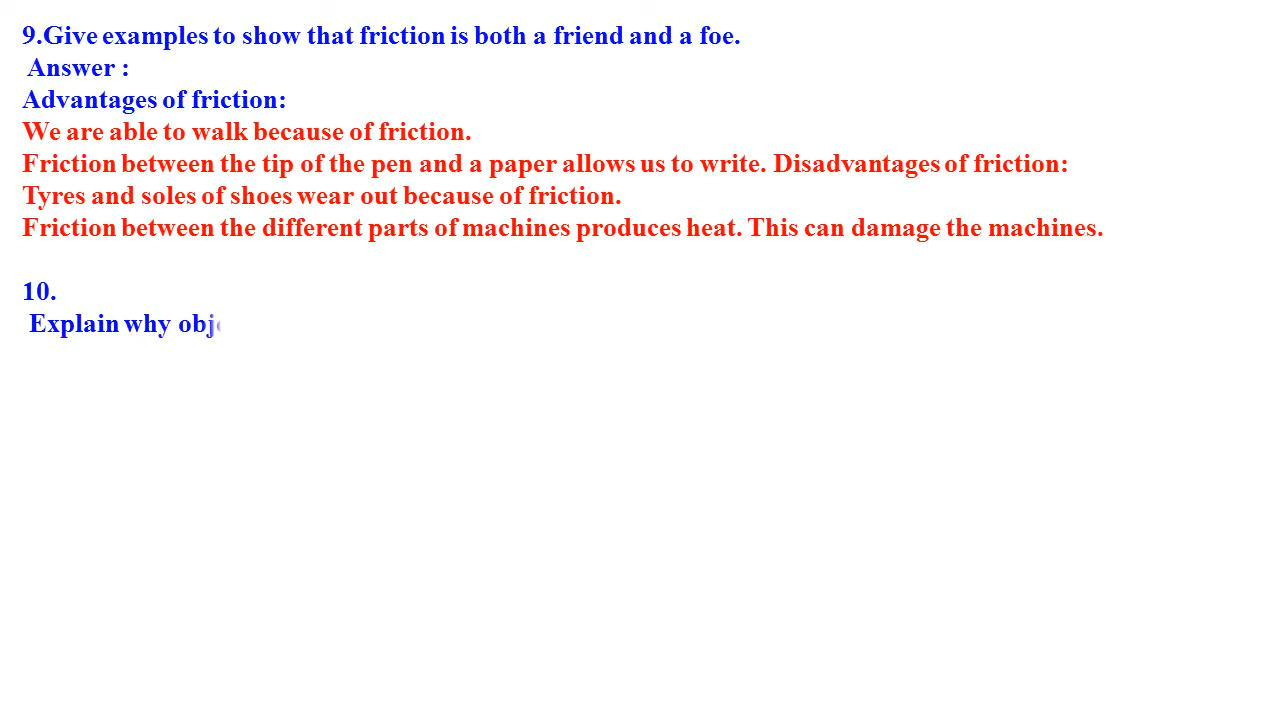 9.Give examples to show that friction is both a friend and a foe.
Answer :
Advantages of friction:
We are able to walk because of friction.
Friction between the tip of the pen and a paper allows us to write. Disadvantages of friction:
Tyres and soles of shoes wear out because of friction.
Friction between the different parts of machines produces heat. This can damage the machines.
10.
Explain why